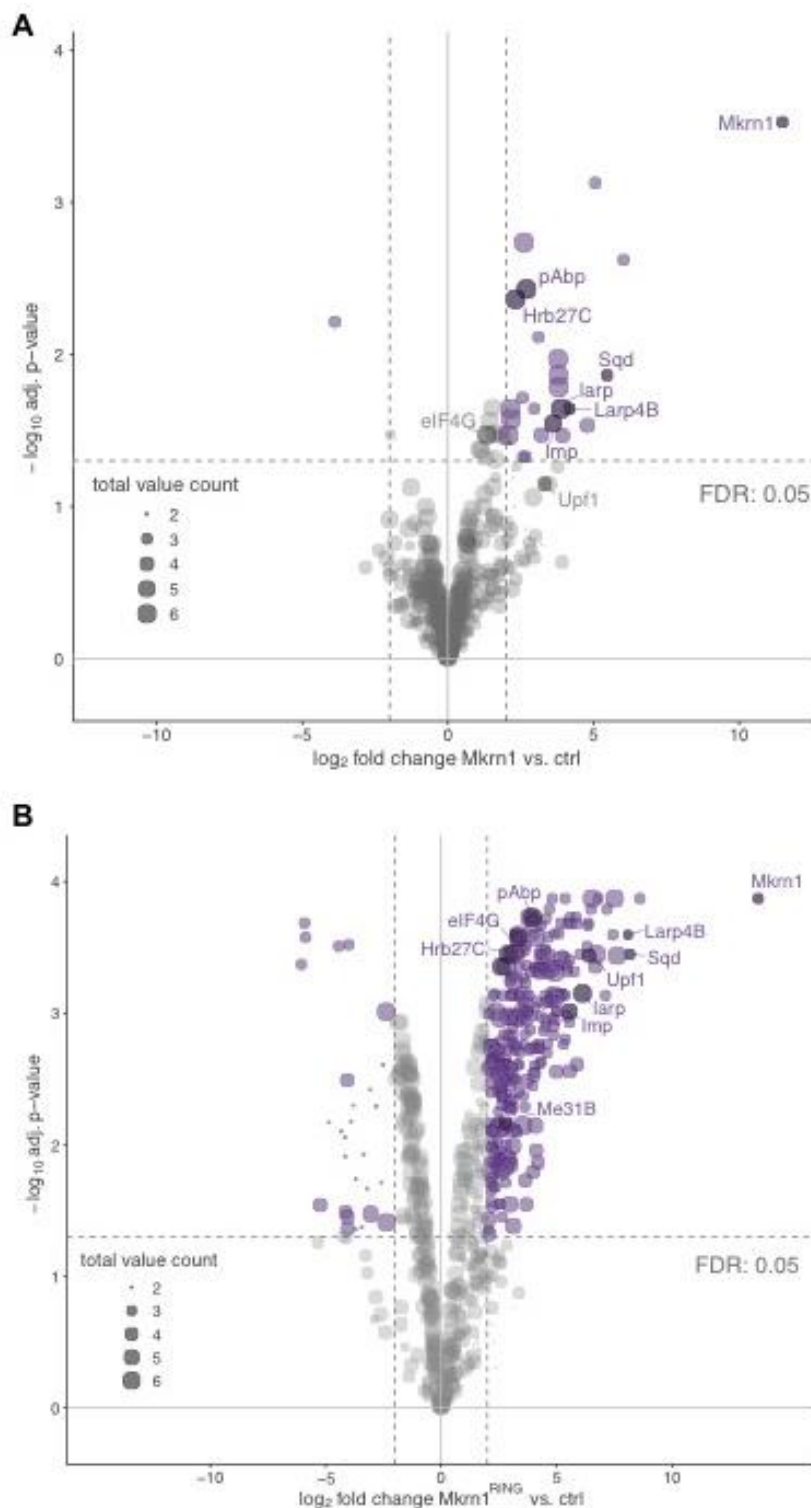 A
4
Mkrn1
3
pAbp
Hrb27C
2
Sqd
larp
eIF4G
Larp4B
Imp
total value count
FDR: 0.05
Upf1
1
2
3
4
5
6
0
−log10 adj. p−value
−10
−5
0
5
10
log2 fold change Mkrn1 vs. ctrl
B
4
Mkrn1
pAbp
eIF4G
Larp4B
Hrb27C
Sqd
Upf1
larp
3
Imp
Me31B
2
−log10 adj. p−value
total value count
FDR: 0.05
1
2
3
4
5
6
0
−10
−5
0
5
10
log2 fold change Mkrn1RING vs. ctrl